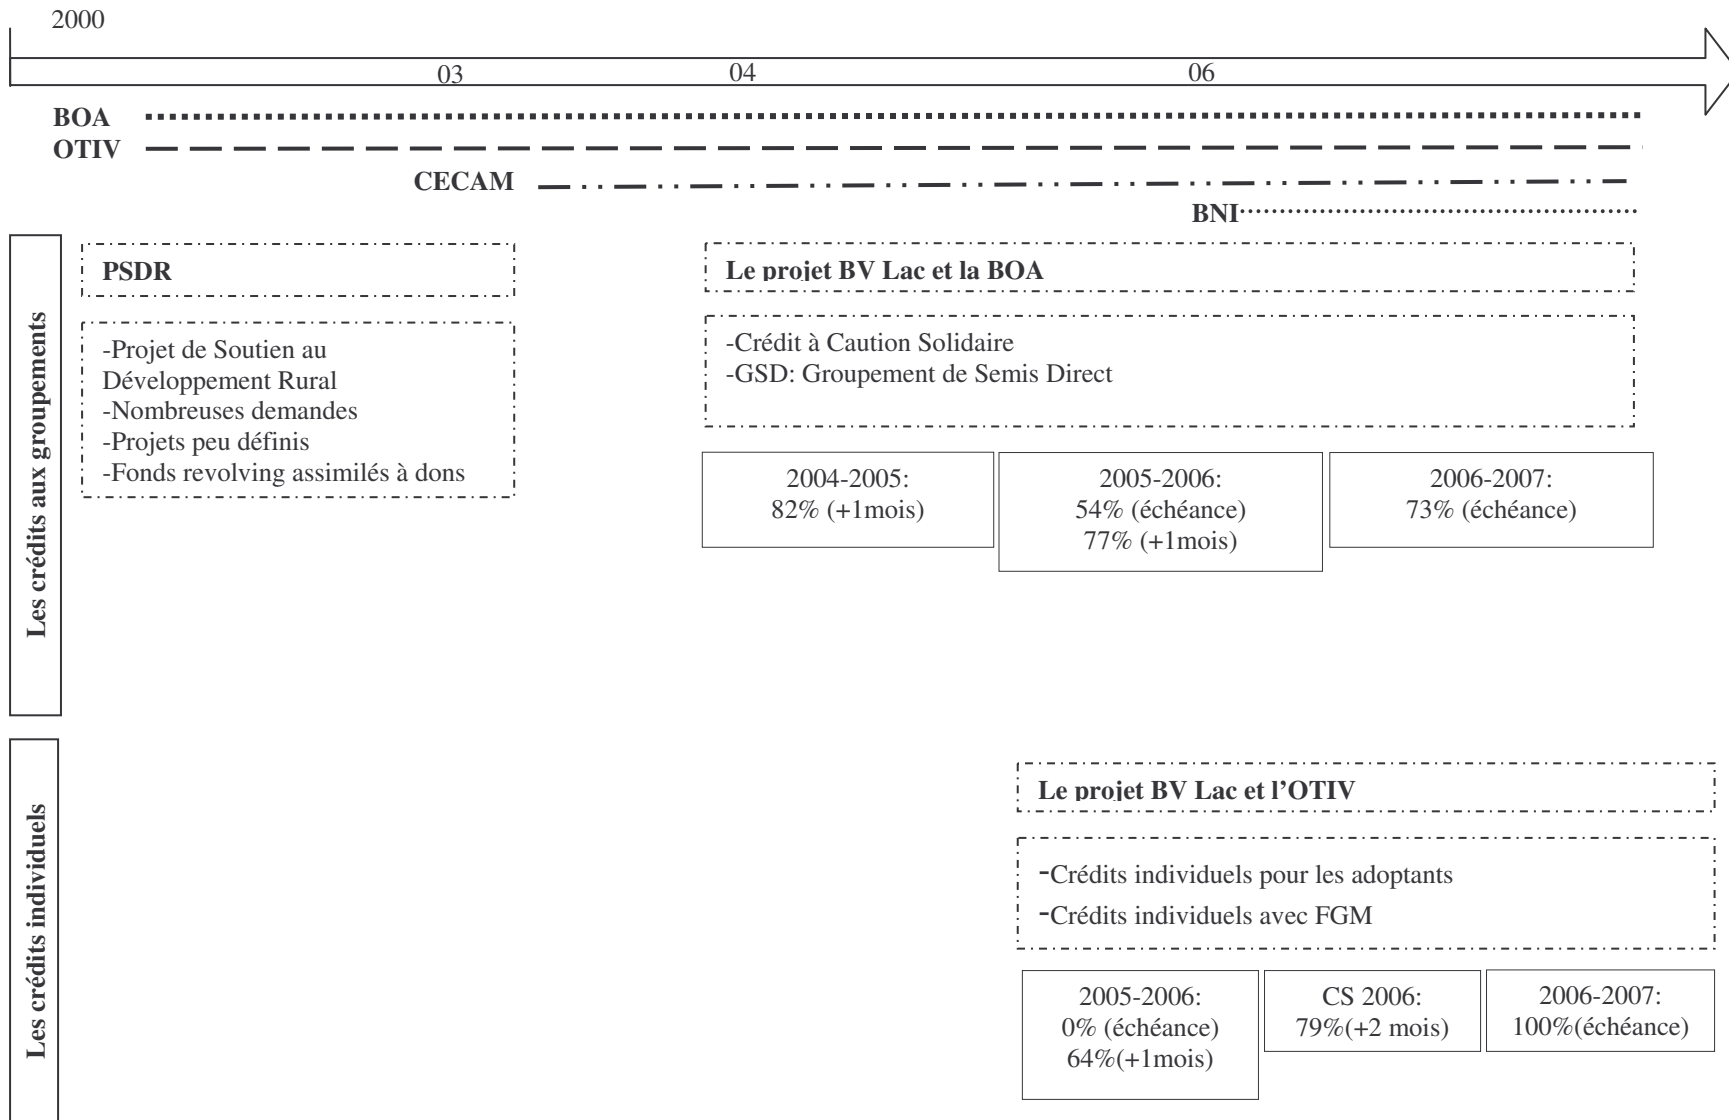 2000
03 04 06
BOA
OTIV
CECAM
BNI
Les crédits aux groupements
PSDR
-Projet de Soutien au
Développement Rural
-Nombreuses demandes
-Projets peu définis
-Fonds revolving assimilés à dons
Le projet BV Lac et la BOA
-Crédit à Caution Solidaire
-GSD: Groupement de Semis Direct
2004-2005:
82% (+1mois)
2005-2006:
54% (échéance)
77% (+1mois)
2006-2007:
73% (échéance)
Les crédits individuels
Le projet BV Lac et l’OTIV
-Crédits individuels pour les adoptants
-Crédits individuels avec FGM
2005-2006:
0% (échéance)
64%(+1mois)
CS 2006:
79%(+2 mois)
2006-2007:
100%(échéance)